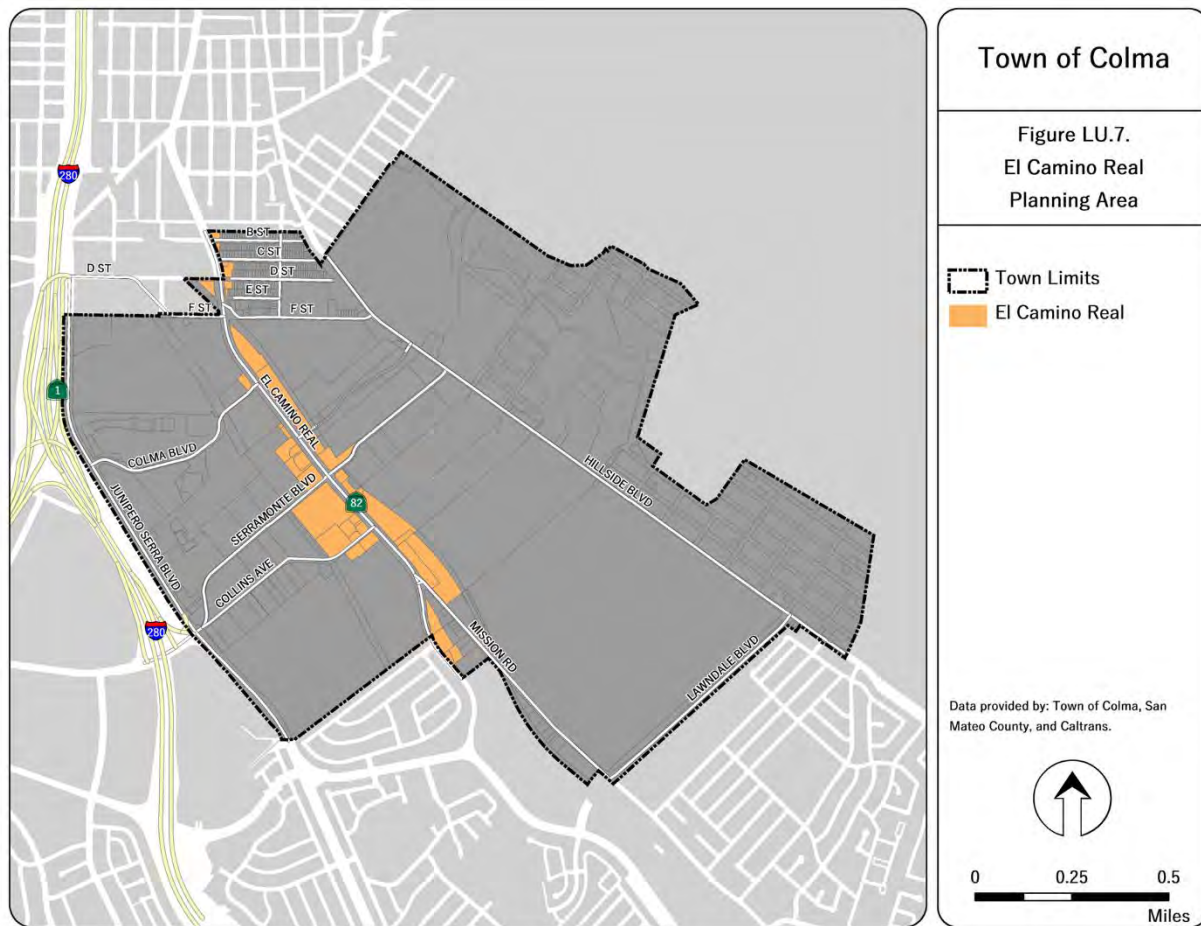 Town of Colma
Figure LU.7.
El Camino Real
Planning Area
Town Limits
El Camino Real
Data provided by: Town of Colma, San
Mateo County, and Caltrans.
0 0.25 0.5
Miles
280
B ST
C ST
D ST
D ST
E ST
F ST
F ST
1
EL CAMINO REAL
COLMA BLVD
HILLSIDE BLVD
JUNIPERO SERRA BLVD
SERRAMONTE BLVD
82
COLLINS AVE
280
MISSION RD
LAWNDALE BLVD